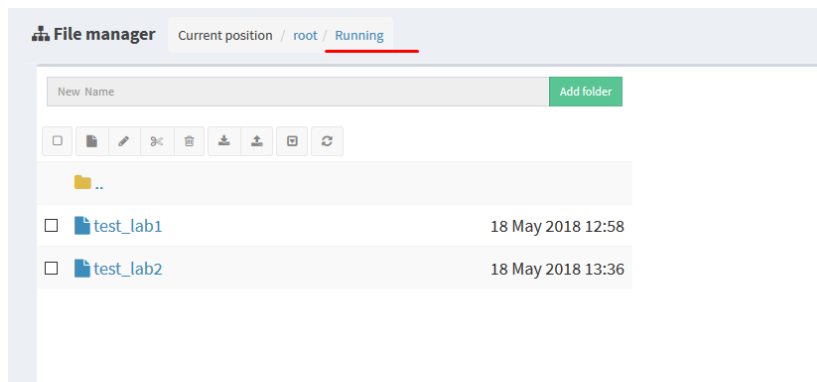 File manager Current position / root / Running
New Name Add folder
..
test_lab1 18 May 2018 12:58
test_lab2 18 May 2018 13:36